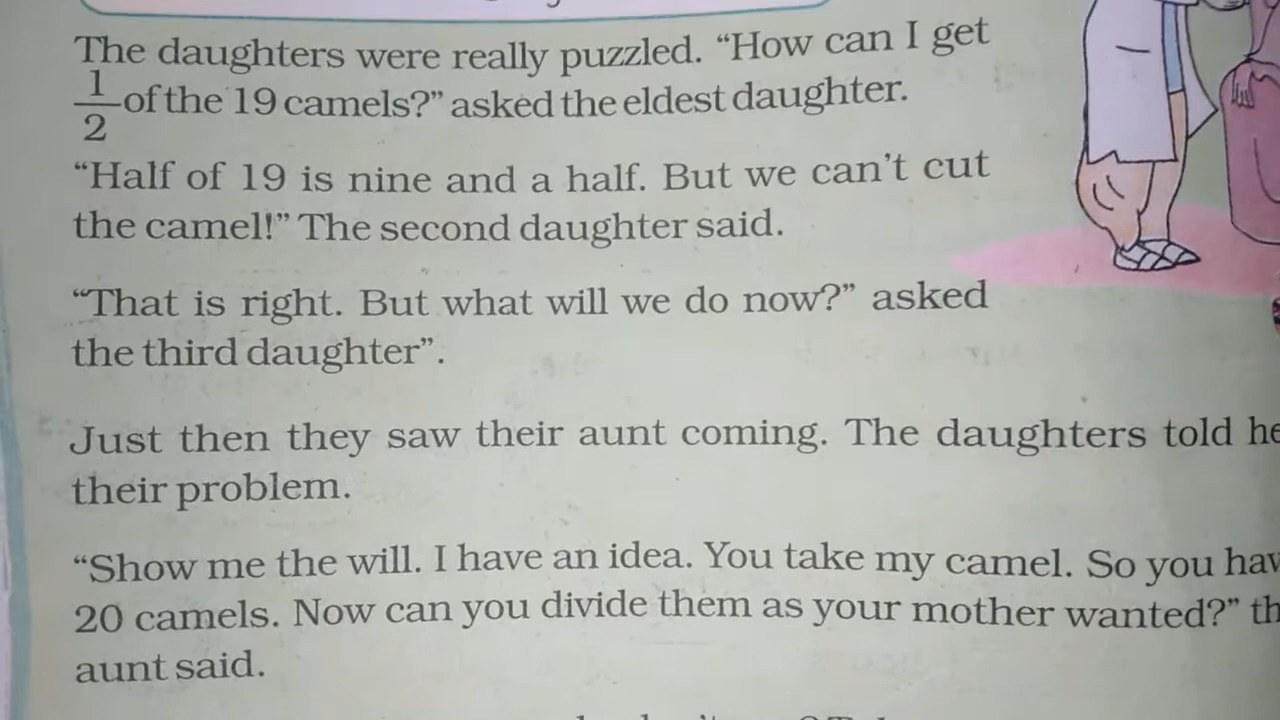 The daughters were really puzzled. “How can I get
1/2 of the 19 camels?” asked the eldest daughter.
“Half of 19 is nine and a half. But we can’t cut
the camel!” The second daughter said.
“That is right. But what will we do now?” asked
the third daughter”.
Just then they saw their aunt coming. The daughters told
their problem.
“Show me the will. I have an idea. You take my camel. So you
20 camels. Now can you divide them as your mother wanted?”
aunt said.